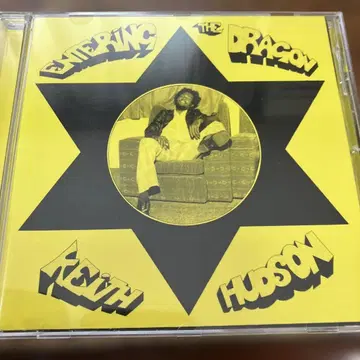 ENTERING THE DRAGON
KEITH HUDSON